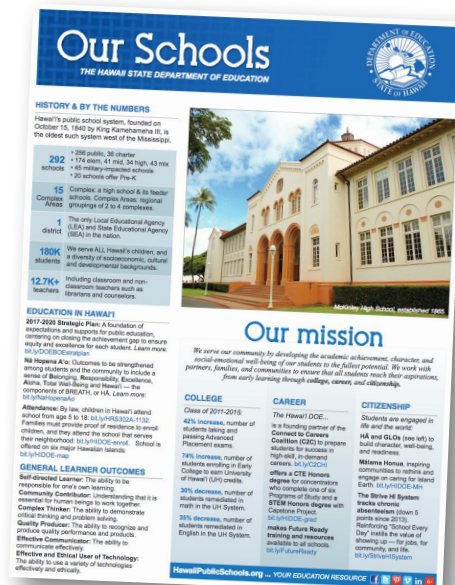 Our Schools
THE HAWAII STATE DEPARTMENT OF EDUCATION
DEPARTMENT OF EDUCATION
STATE OF HAWAII
HISTORY & BY THE NUMBERS
Hawai'i's public school system, founded on
October 15, 1840 by King Kamehameha III, is
the oldest such system west of the Mississippi.
292
schools
• 256 public, 36 charter
• 174 elem, 41 mid, 34 high, 43 mix
• 45 military-impacted schools
• 20 schools offer Pre-K
15
Complex
Areas
Complex: a high school & its feeder
schools. Complex Areas: regional
groupings of 2 to 4 complexes.
1
district
The only Local Educational Agency
(LEA) and State Educational Agency
(SEA) in the nation.
180K
students
We serve ALL Hawai'i's children, and
a diversity of socioeconomic, cultural
and developmental backgrounds.
12.7K+
teachers
Including classroom and non-
classroom teachers such as
librarians and counselors.
McKinley High School, established 1865.
EDUCATION IN HAWAI'I
2017-2020 Strategic Plan: A foundation of
expectations and supports for public education,
centering on closing the achievement gap to ensure
equity and excellence for each student. Learn more:
bit.ly/DOEBOEstratplan
Nā Hopena A'o: Outcomes to be strengthened
among students and the community to include a
sense of Belonging, Responsibility, Excellence,
Aloha, Total Well-Being and Hawai'i — the
components of BREATH, or HĀ. Learn more:
bit.ly/NaHopenaAo
Attendance: By law, children in Hawai'i attend
school from age 5 to 18: bit.ly/HRS302A-1132.
Families must provide proof of residence to enroll
children, and they attend the school that serves
their neighborhood: bit.ly/HIDOE-enroll. School is
offered on the major Hawaiian Islands:
bit.ly/HIDOE-map
GENERAL LEARNER OUTCOMES
Self-directed Learner: The ability to be
responsible for one's own learning.
Community Contributor: Understanding that it is
essential for human beings to work together.
Complex Thinker: The ability to demonstrate
critical thinking and problem solving.
Quality Producer: The ability to recognize and
produce quality performance and products.
Effective Communicator: The ability to
communicate effectively.
Effective and Ethical User of Technology:
The ability to use a variety of technologies
effectively and ethically.
Our mission
We serve our community by developing the academic achievement, character, and
social-emotional well-being of our students to the fullest potential. We work with
partners, families, and communities to ensure that all students reach their aspirations,
from early learning through college, career, and citizenship.
COLLEGE
Class of 2011-2015:
42% increase, number of
students taking and
passing Advanced
Placement exams.
74% increase, number of
students enrolling in Early
College to earn University
of Hawai'i (UH) credits.
30% decrease, number of
students remediated in
math in the UH System.
35% decrease, number of
students remediated in
English in the UH System.
CAREER
The Hawai'i DOE...
is a founding partner of the
Connect to Careers
Coalition (C2C) to prepare
students for success in
high-skill, in-demand
careers. bit.ly/C2CHI
offers a CTE Honors
degree for concentrators
who complete one of six
Programs of Study and a
STEM Honors degree with
Capstone Project.
bit.ly/HIDOE-grad
makes Future Ready
training and resources
available to all schools.
bit.ly/FutureReady
CITIZENSHIP
Students are engaged in
life and the world:
HĀ and GLOs (see left) to
build character, well-being,
and readiness.
Mālama Honua, inspiring
communities to rethink and
engage on caring for Island
Earth. bit.ly/HIDOE-MH
The Strive HI System
tracks chronic
absenteeism (down 5
points since 2013).
Reinforcing "School Every
Day" instills the value of
showing up — for jobs, for
community, and life.
bit.ly/StriveHISystem
HawaiiPublicSchools.org ... YOUR EDUCATION RESOURCE